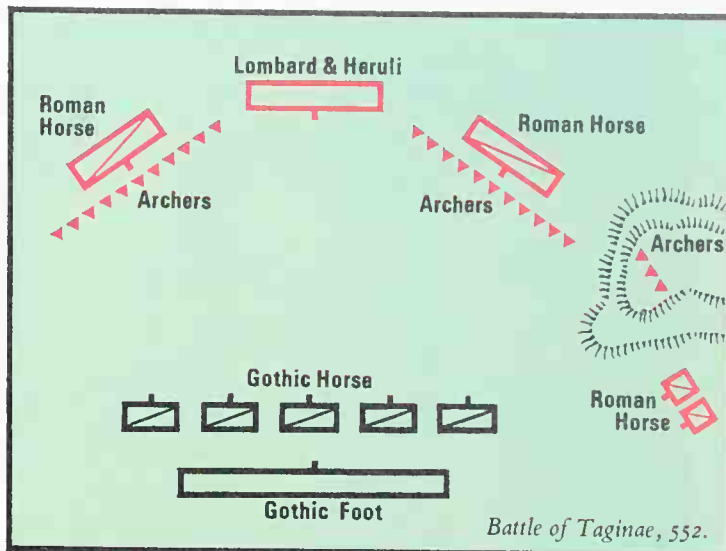 Lombard & Heruli
Roman
Horse
Roman Horse
Archers
Archers
Archers
Gothic Horse
Roman
Horse
Gothic Foot
Battle of Taginae, 552.